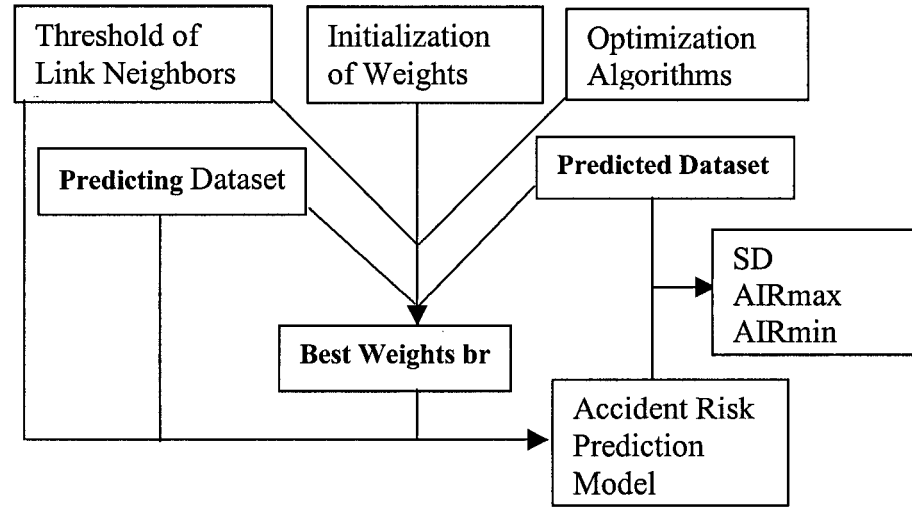 Threshold of
Link Neighbors
Initialization
of Weights
Optimization
Algorithms
Predicting Dataset
Predicted Dataset
SD
AIRmax
AIRmin
Best Weights br
Accident Risk
Prediction
Model